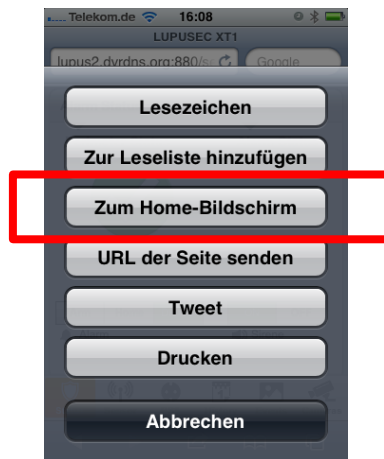 Telekom.de 16:08
LUPUSEC XT1
lupus2.dyrdns.org:880/s Google
Lesezeichen
Zur Leseliste hinzufügen
Zum Home-Bildschirm
URL der Seite senden
Tweet
Drucken
Abbrechen